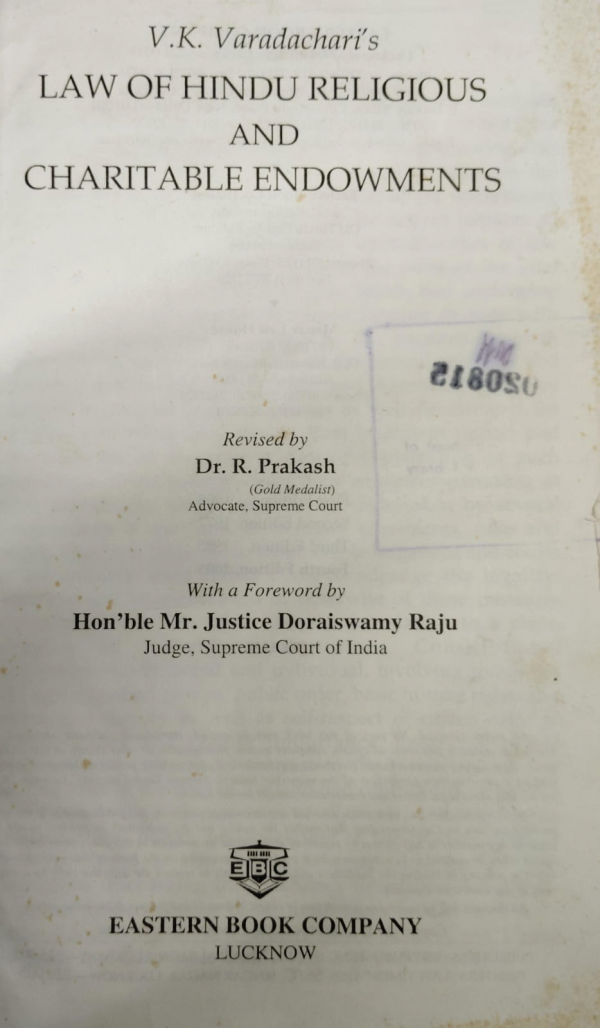 V.K. Varadachari's
LAW OF HINDU RELIGIOUS
AND
CHARITABLE ENDOWMENTS
020815
Revised by
Dr. R. Prakash
(Gold Medalist)
Advocate, Supreme Court
With a Foreword by
Hon'ble Mr. Justice Doraiswamy Raju
Judge, Supreme Court of India
EBC
EASTERN BOOK COMPANY
LUCKNOW